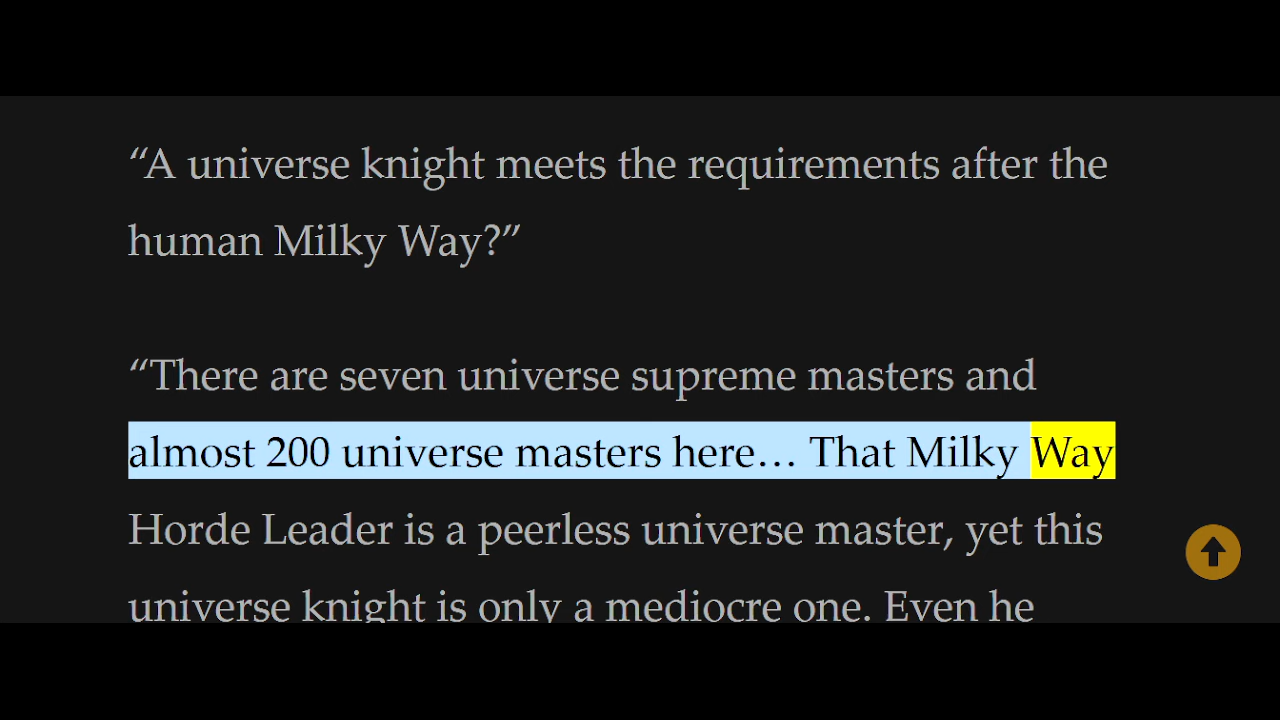 “A universe knight meets the requirements after the
human Milky Way?”
“There are seven universe supreme masters and
almost 200 universe masters here… That Milky Way
Horde Leader is a peerless universe master, yet this
universe knight is only a mediocre one. Even he